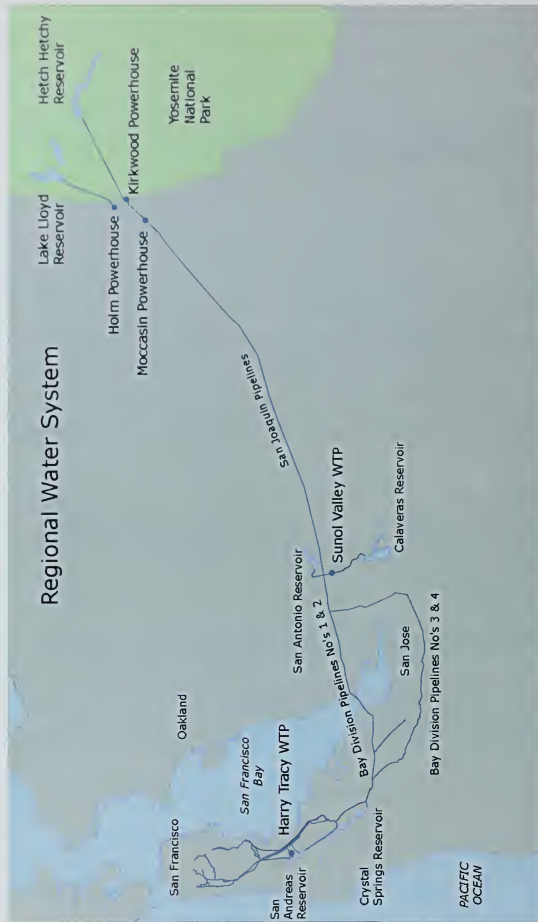 Regional Water System
Lake Lloyd
Reservoir
Hetch Hetchy
Reservoir
Holm Powerhouse
Kirkwood Powerhouse
Moccasin Powerhouse
Yosemite
National
Park
San Joaquin Pipelines
San Antonio Reservoir
Sunol Valley WTP
Calaveras Reservoir
Oakland
San Francisco
San Francisco
Bay
Harry Tracy WTP
Bay Division Pipelines No's 1 & 2
San Jose
Bay Division Pipelines No's 3 & 4
San
Andreas
Reservoir
Crystal
Springs Reservoir
PACIFIC
OCEAN